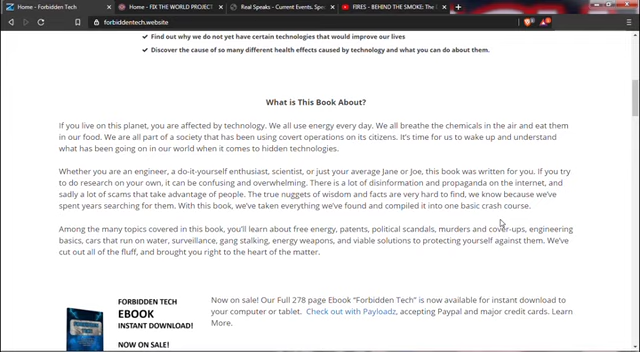 Home - Forbidden Tech
Home - FIX THE WORLD PROJECT
Real Speaks - Current Events, Spe
FIRES - BEHIND THE SMOKE: The
forbiddentech.website
Find out why we do not yet have certain technologies that would improve our lives
Discover the cause of so many different health effects caused by technology and what you can do about them.
What is This Book About?
If you live on this planet, you are affected by technology. We all use energy every day. We all breathe the chemicals in the air and eat them
in our food. We are all part of a society that has been using covert operations on its citizens. It's time for us to wake up and understand
what has been going on in our world when it comes to hidden technologies.
Whether you are an engineer, a do-it-yourself enthusiast, scientist, or just your average Jane or Joe, this book was written for you. If you try
to do research on your own, it can be confusing and overwhelming. There is a lot of disinformation and propaganda on the internet, and
sadly a lot of scams that take advantage of people. The true nuggets of wisdom and facts are very hard to find, we know because we've
spent years searching for them. With this book, we've taken everything we've found and compiled it into one basic crash course.
Among the many topics covered in this book, you'll learn about free energy, patents, political scandals, murders and cover-ups, engineering
basics, cars that run on water, surveillance, gang stalking, energy weapons, and viable solutions to protecting yourself against them. We've
cut out all of the fluff, and brought you right to the heart of the matter.
FORBIDDEN TECH
EBOOK
INSTANT DOWNLOAD!
NOW ON SALE!
Now on sale! Our Full 278 page Ebook "Forbidden Tech" is now available for instant download to
your computer or tablet. Check out with Payloadz, accepting Paypal and major credit cards. Learn
More.